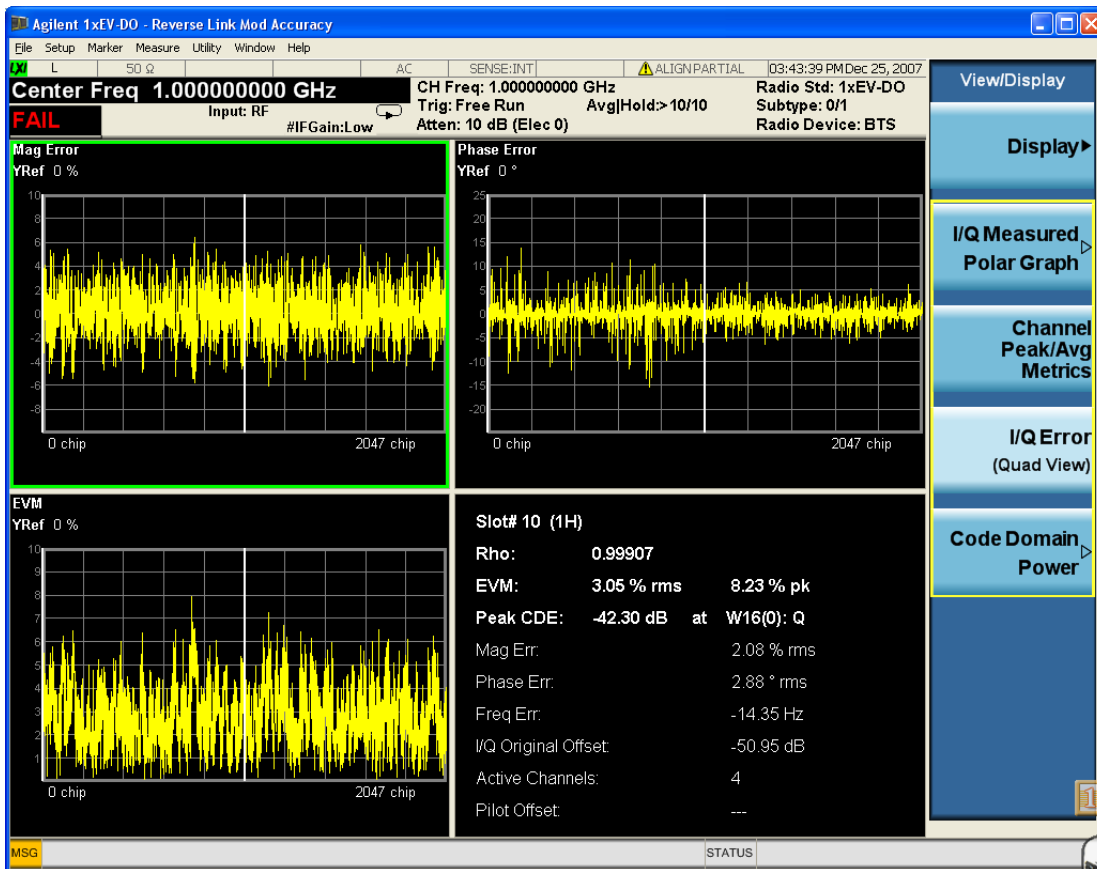 Agilent 1xEV-DO - Reverse Link Mod Accuracy
File Setup Marker Measure Utility Window Help
LXI L 50 Ω AC SENSE:INT ALIGN PARTIAL 03:43:39 PM Dec 25, 2007
Center Freq 1.000000000 GHz
CH Freq: 1.000000000 GHz
Radio Std: 1xEV-DO
FAIL
Input: RF
Trig: Free Run Avg|Hold:>10/10
Subtype: 0/1
#IFGain:Low
Atten: 10 dB (Elec 0)
Radio Device: BTS
Mag Error
YRef 0 %
10
8
6
4
2
0
-2
-4
-6
-8
0 chip 2047 chip
Phase Error
YRef 0 °
25
20
15
10
5
0
-5
-10
-15
-20
0 chip 2047 chip
EVM
YRef 0 %
10
9
8
7
6
5
4
3
2
1
0 chip 2047 chip
Slot# 10 (1H)
Rho: 0.99907
EVM: 3.05 % rms 8.23 % pk
Peak CDE: -42.30 dB at W16(0): Q
Mag Err: 2.08 % rms
Phase Err: 2.88 ° rms
Freq Err: -14.35 Hz
I/Q Original Offset: -50.95 dB
Active Channels: 4
Pilot Offset: ---
View/Display
Display
I/Q Measured
Polar Graph
Channel
Peak/Avg
Metrics
I/Q Error
(Quad View)
Code Domain
Power
1
MSG STATUS